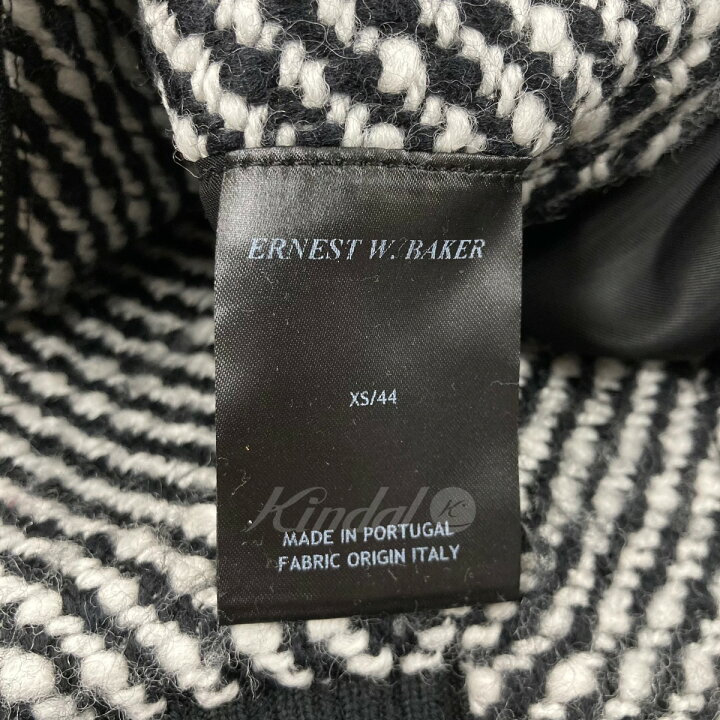 ERNEST W. BAKER
XS/44
Kindal
MADE IN PORTUGAL
FABRIC ORIGIN ITALY